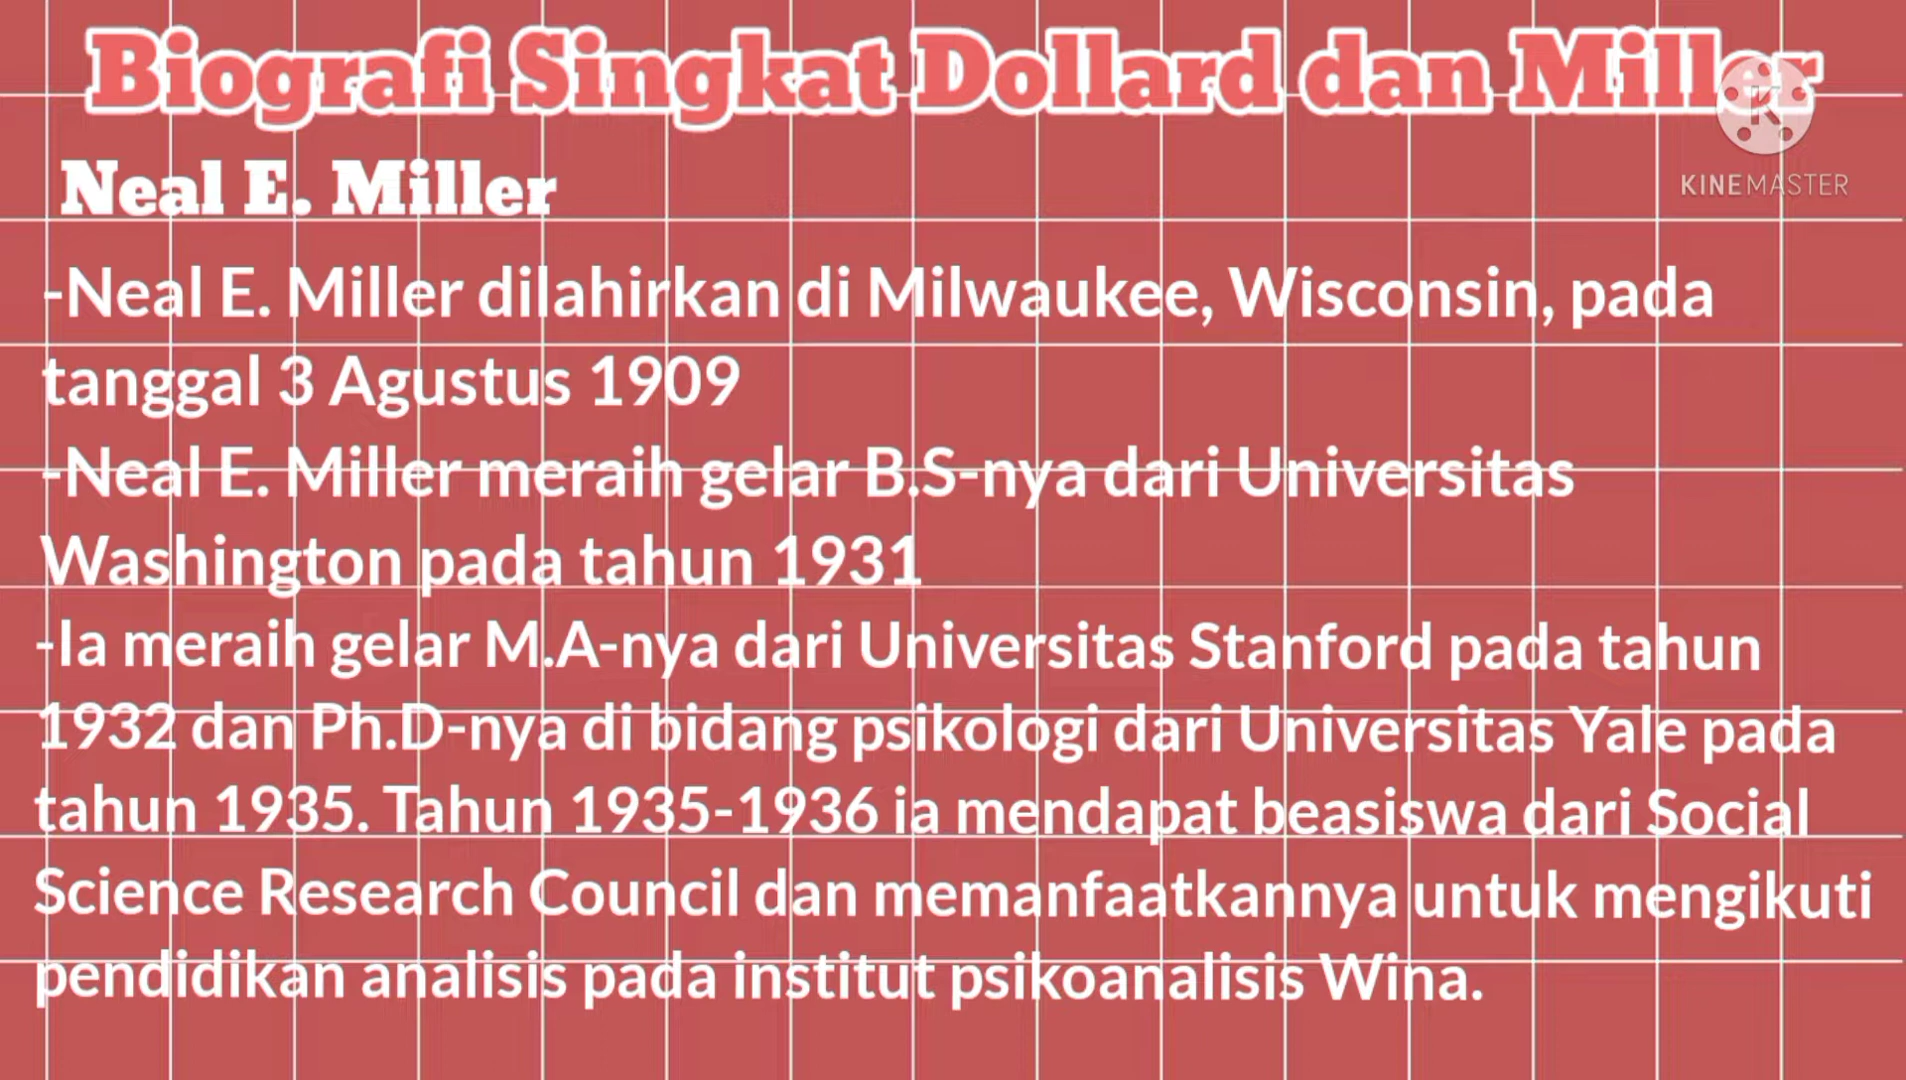 Biografi Singkat Dollard dan Miller
KINEMASTER
Neal E. Miller
-Neal E. Miller dilahirkan di Milwaukee, Wisconsin, pada
tanggal 3 Agustus 1909
-Neal E. Miller meraih gelar B.S-nya dari Universitas
Washington pada tahun 1931
-Ia meraih gelar M.A-nya dari Universitas Stanford pada tahun
1932 dan Ph.D-nya di bidang psikologi dari Universitas Yale pada
tahun 1935. Tahun 1935-1936 ia mendapat beasiswa dari Social
Science Research Council dan memanfaatkannya untuk mengikuti
pendidikan analisis pada institut psikoanalisis Wina.